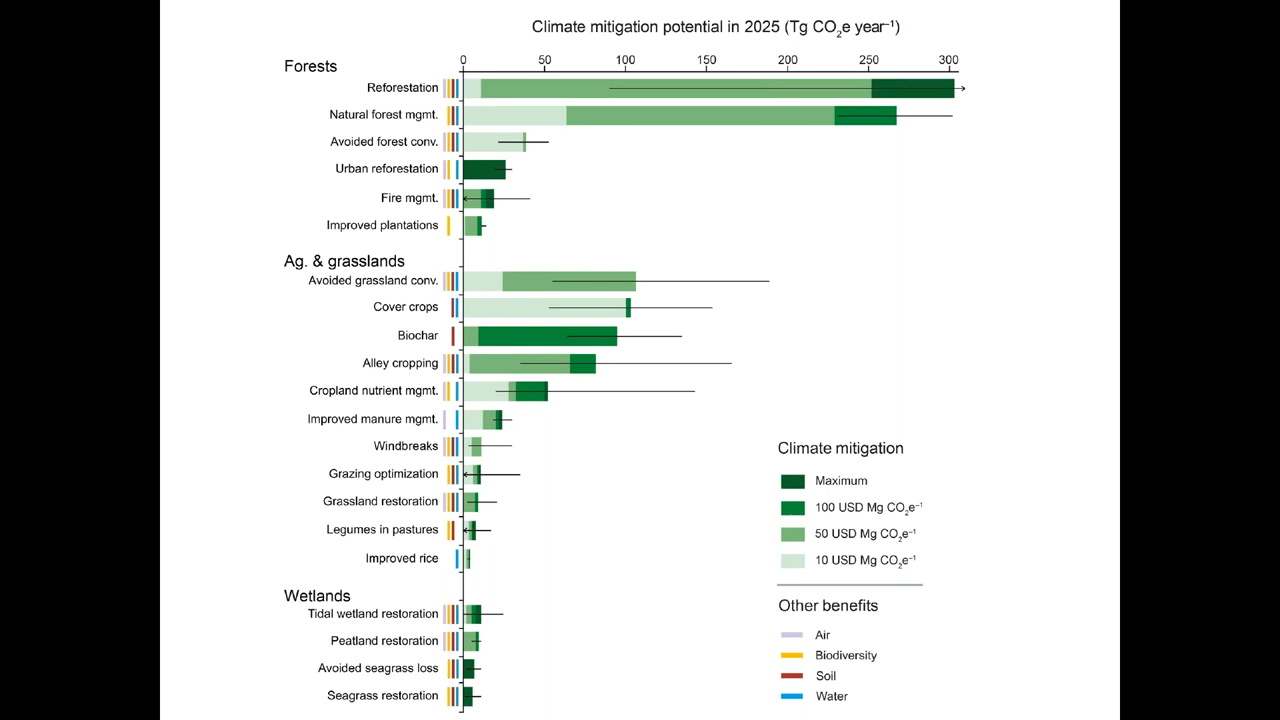 Climate mitigation potential in 2025 (Tg CO₂e year⁻¹)
0 50 100 150 200 250 300
Forests
Reforestation
Natural forest mgmt.
Avoided forest conv.
Urban reforestation
Fire mgmt.
Improved plantations
Ag. & grasslands
Avoided grassland conv.
Cover crops
Biochar
Alley cropping
Cropland nutrient mgmt.
Improved manure mgmt.
Windbreaks
Grazing optimization
Grassland restoration
Legumes in pastures
Improved rice
Wetlands
Tidal wetland restoration
Peatland restoration
Avoided seagrass loss
Seagrass restoration
Climate mitigation
Maximum
100 USD Mg CO₂e⁻¹
50 USD Mg CO₂e⁻¹
10 USD Mg CO₂e⁻¹
Other benefits
Air
Biodiversity
Soil
Water